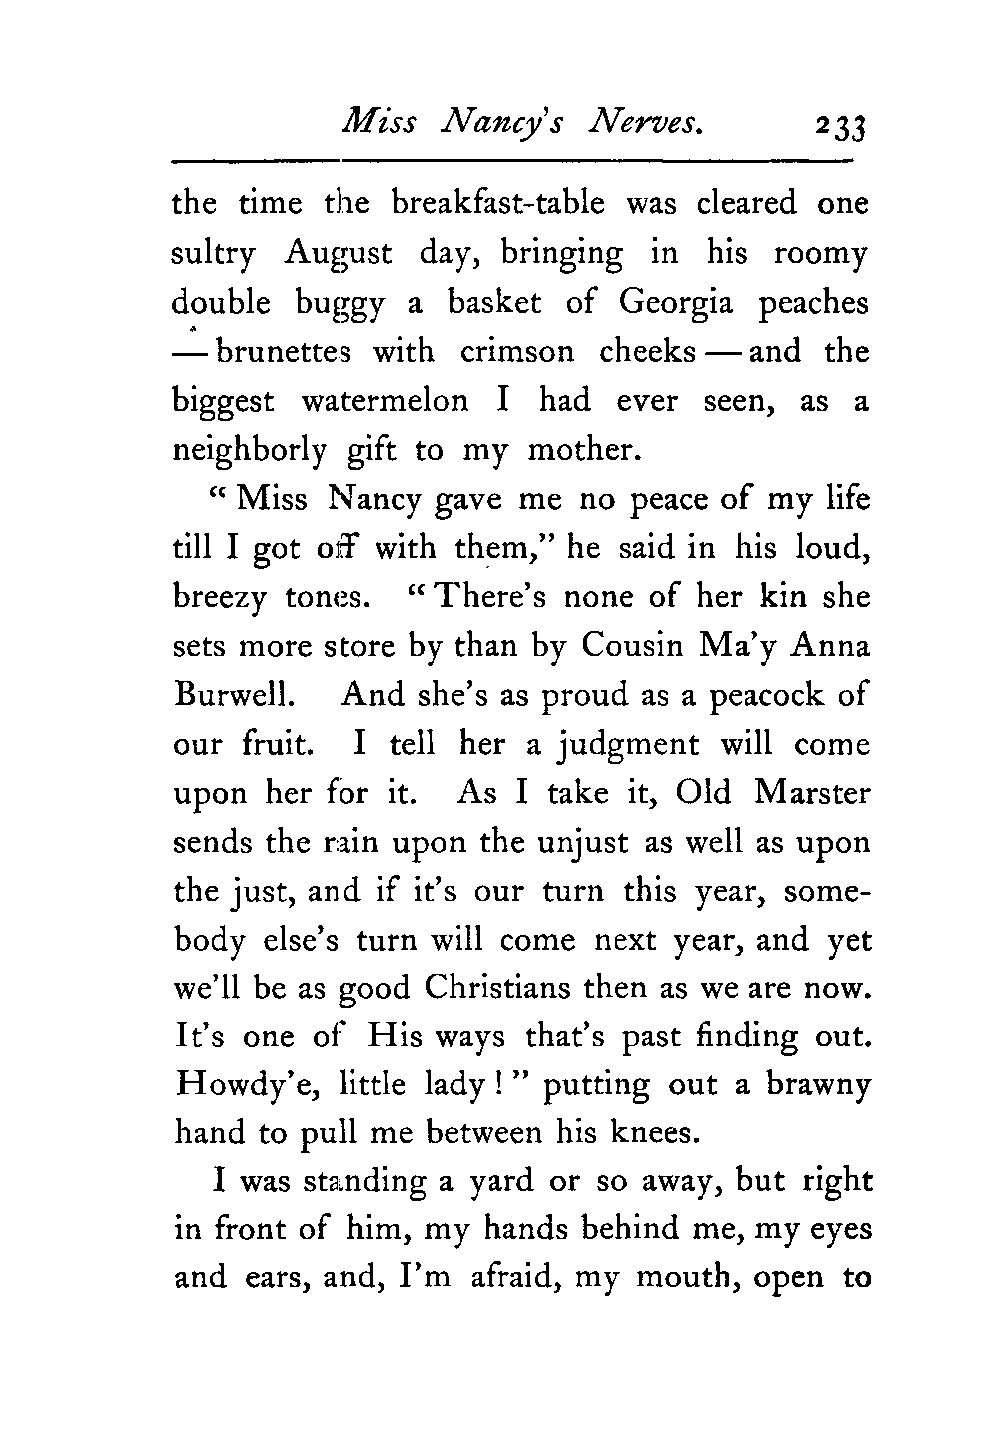 Miss Nancy's Nerves. 233
the time the breakfast-table was cleared one
sultry August day, bringing in his roomy
double buggy a basket of Georgia peaches
— brunettes with crimson cheeks — and the
biggest watermelon I had ever seen, as a
neighborly gift to my mother.
“ Miss Nancy gave me no peace of my life
till I got off with them,” he said in his loud,
breezy tones. “ There’s none of her kin she
sets more store by than by Cousin Ma’y Anna
Burwell. And she’s as proud as a peacock of
our fruit. I tell her a judgment will come
upon her for it. As I take it, Old Marster
sends the rain upon the unjust as well as upon
the just, and if it’s our turn this year, some-
body else’s turn will come next year, and yet
we’ll be as good Christians then as we are now.
It’s one of His ways that’s past finding out.
Howdy’e, little lady ! ” putting out a brawny
hand to pull me between his knees.
I was standing a yard or so away, but right
in front of him, my hands behind me, my eyes
and ears, and, I’m afraid, my mouth, open to